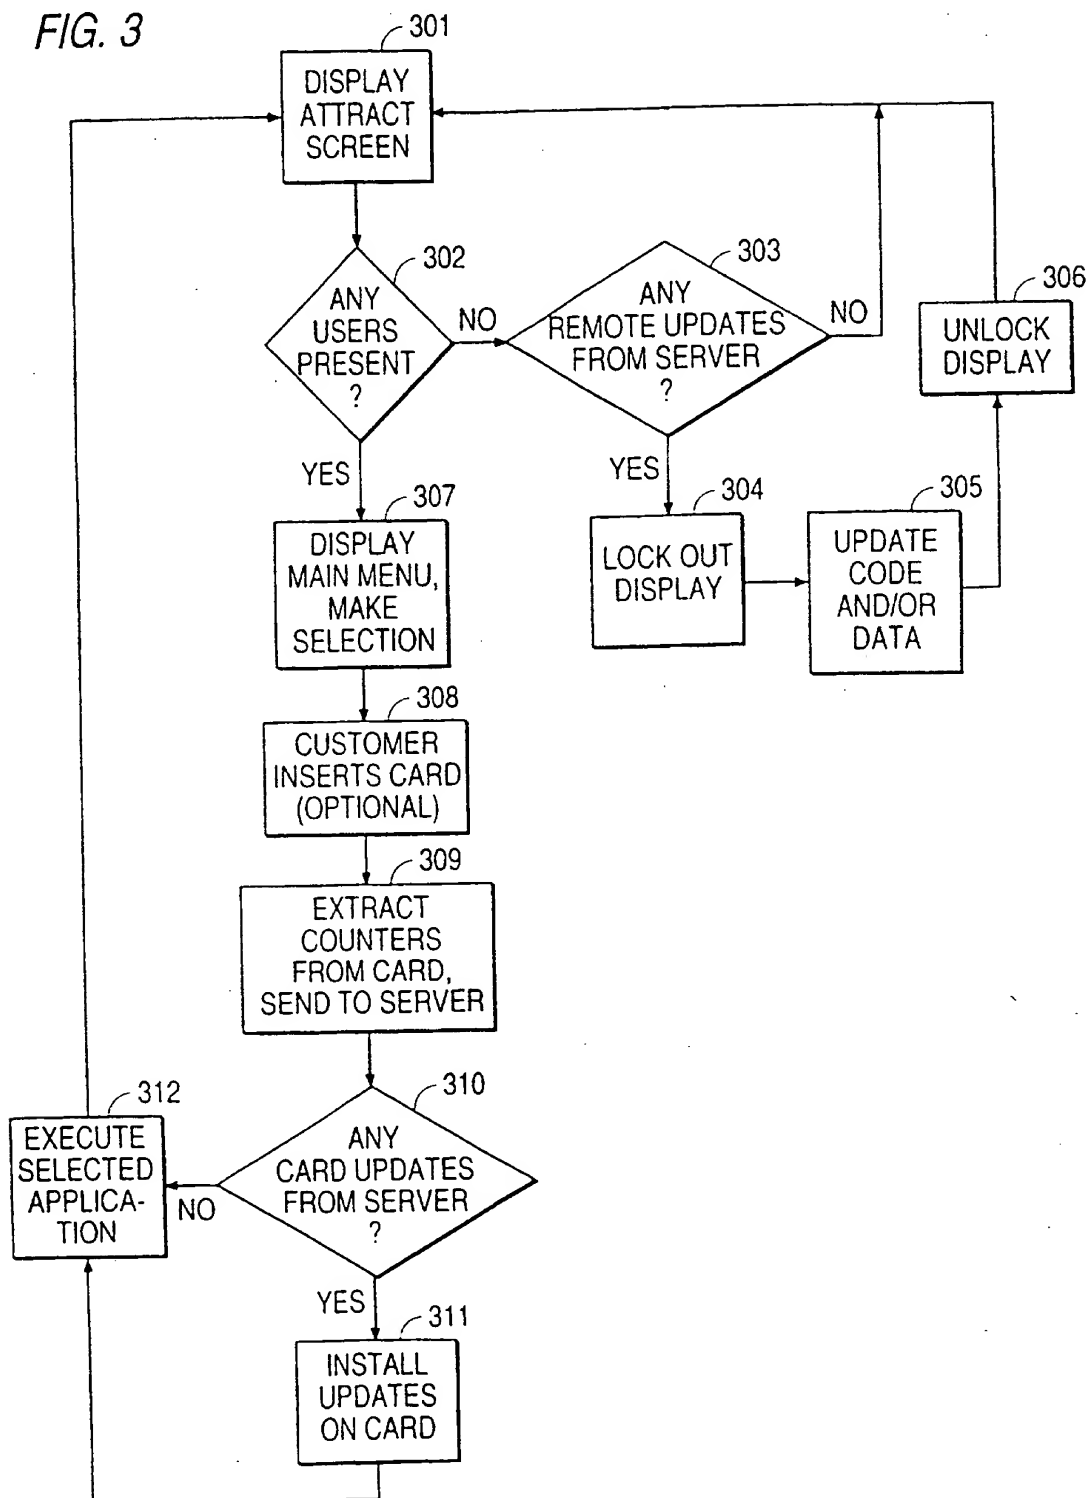 FIG. 3
301
DISPLAY
ATTRACT
SCREEN
302
ANY
USERS
PRESENT
?
NO
303
ANY
REMOTE UPDATES
FROM SERVER
?
NO
306
UNLOCK
DISPLAY
YES
YES
304
LOCK OUT
DISPLAY
305
UPDATE
CODE
AND/OR
DATA
307
DISPLAY
MAIN MENU,
MAKE
SELECTION
308
CUSTOMER
INSERTS CARD
(OPTIONAL)
309
EXTRACT
COUNTERS
FROM CARD,
SEND TO SERVER
310
ANY
CARD UPDATES
FROM SERVER
?
NO
312
EXECUTE
SELECTED
APPLICA-
TION
YES
311
INSTALL
UPDATES
ON CARD